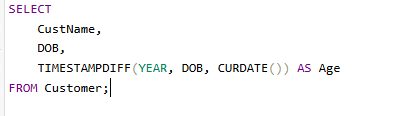 SELECT
    CustName,
    DOB,
    TIMESTAMPDIFF(YEAR, DOB, CURDATE()) AS Age
FROM Customer;